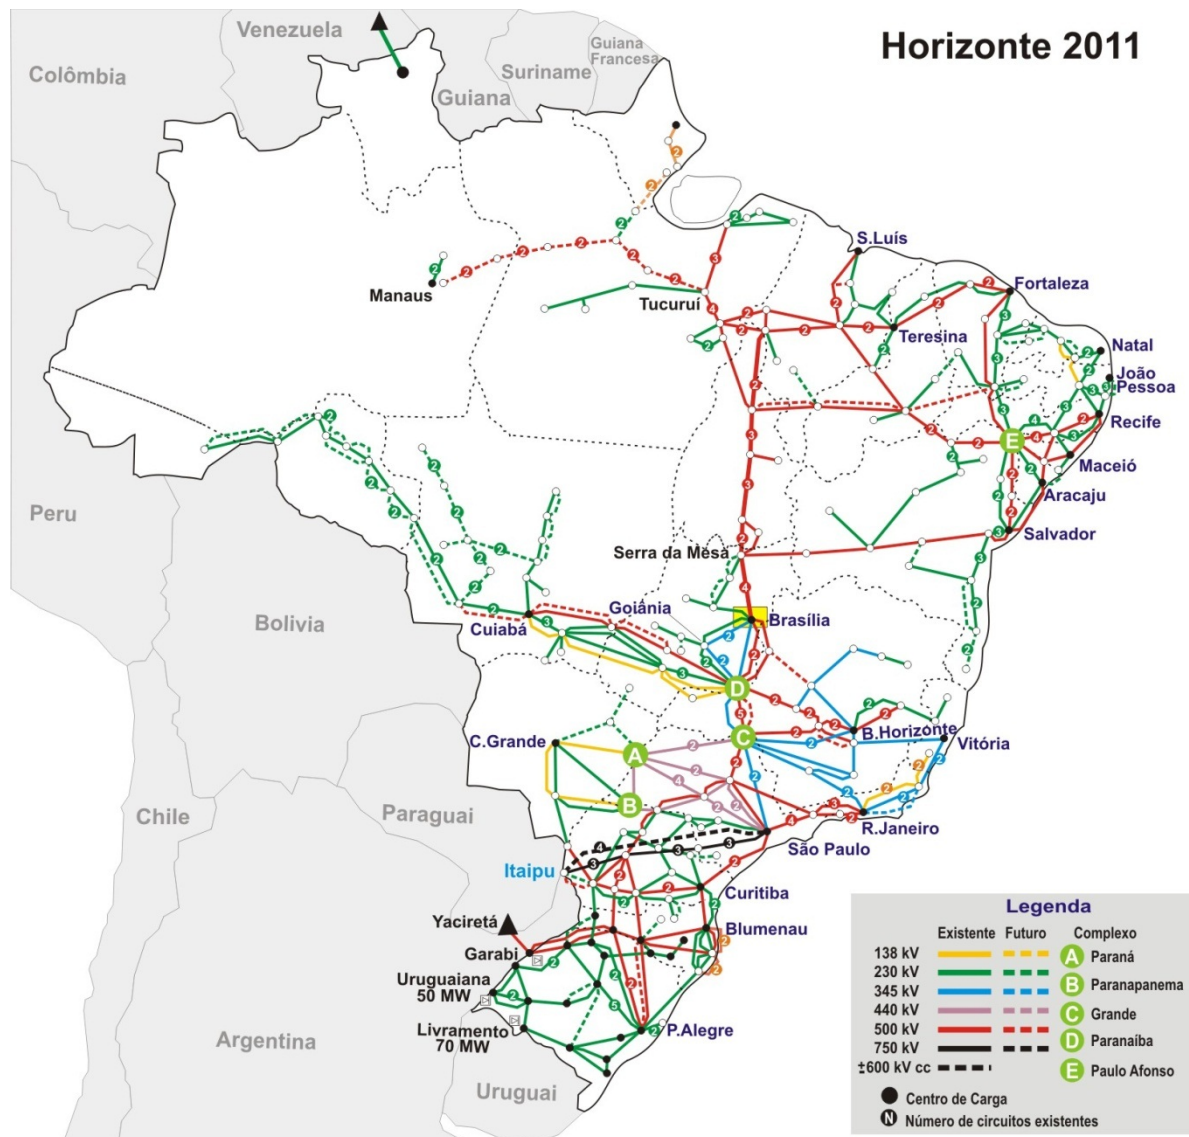 Horizonte 2011
Venezuela
Colômbia
Guiana
Suriname
Guiana
Francesa
S.Luís
Manaus
Tucuruí
Fortaleza
Teresina
Natal
João
Pessoa
Recife
Maceió
Aracaju
Salvador
Peru
Serra da Mesa
Bolivia
Cuiabá
Goiânia
Brasília
C.Grande
B.Horizonte
Vitória
Chile
Paraguai
R.Janeiro
São Paulo
Itaipu
Curitiba
Yaciretá
Blumenau
Garabi
Uruguaiana
50 MW
Livramento
70 MW
P.Alegre
Argentina
Uruguai
A
B
C
D
E
Legenda
Existente Futuro Complexo
138 kV A Paraná
230 kV
345 kV B Paranapanema
440 kV C Grande
500 kV
750 kV D Paranaíba
±600 kV cc E Paulo Afonso
Centro de Carga
N Número de circuitos existentes